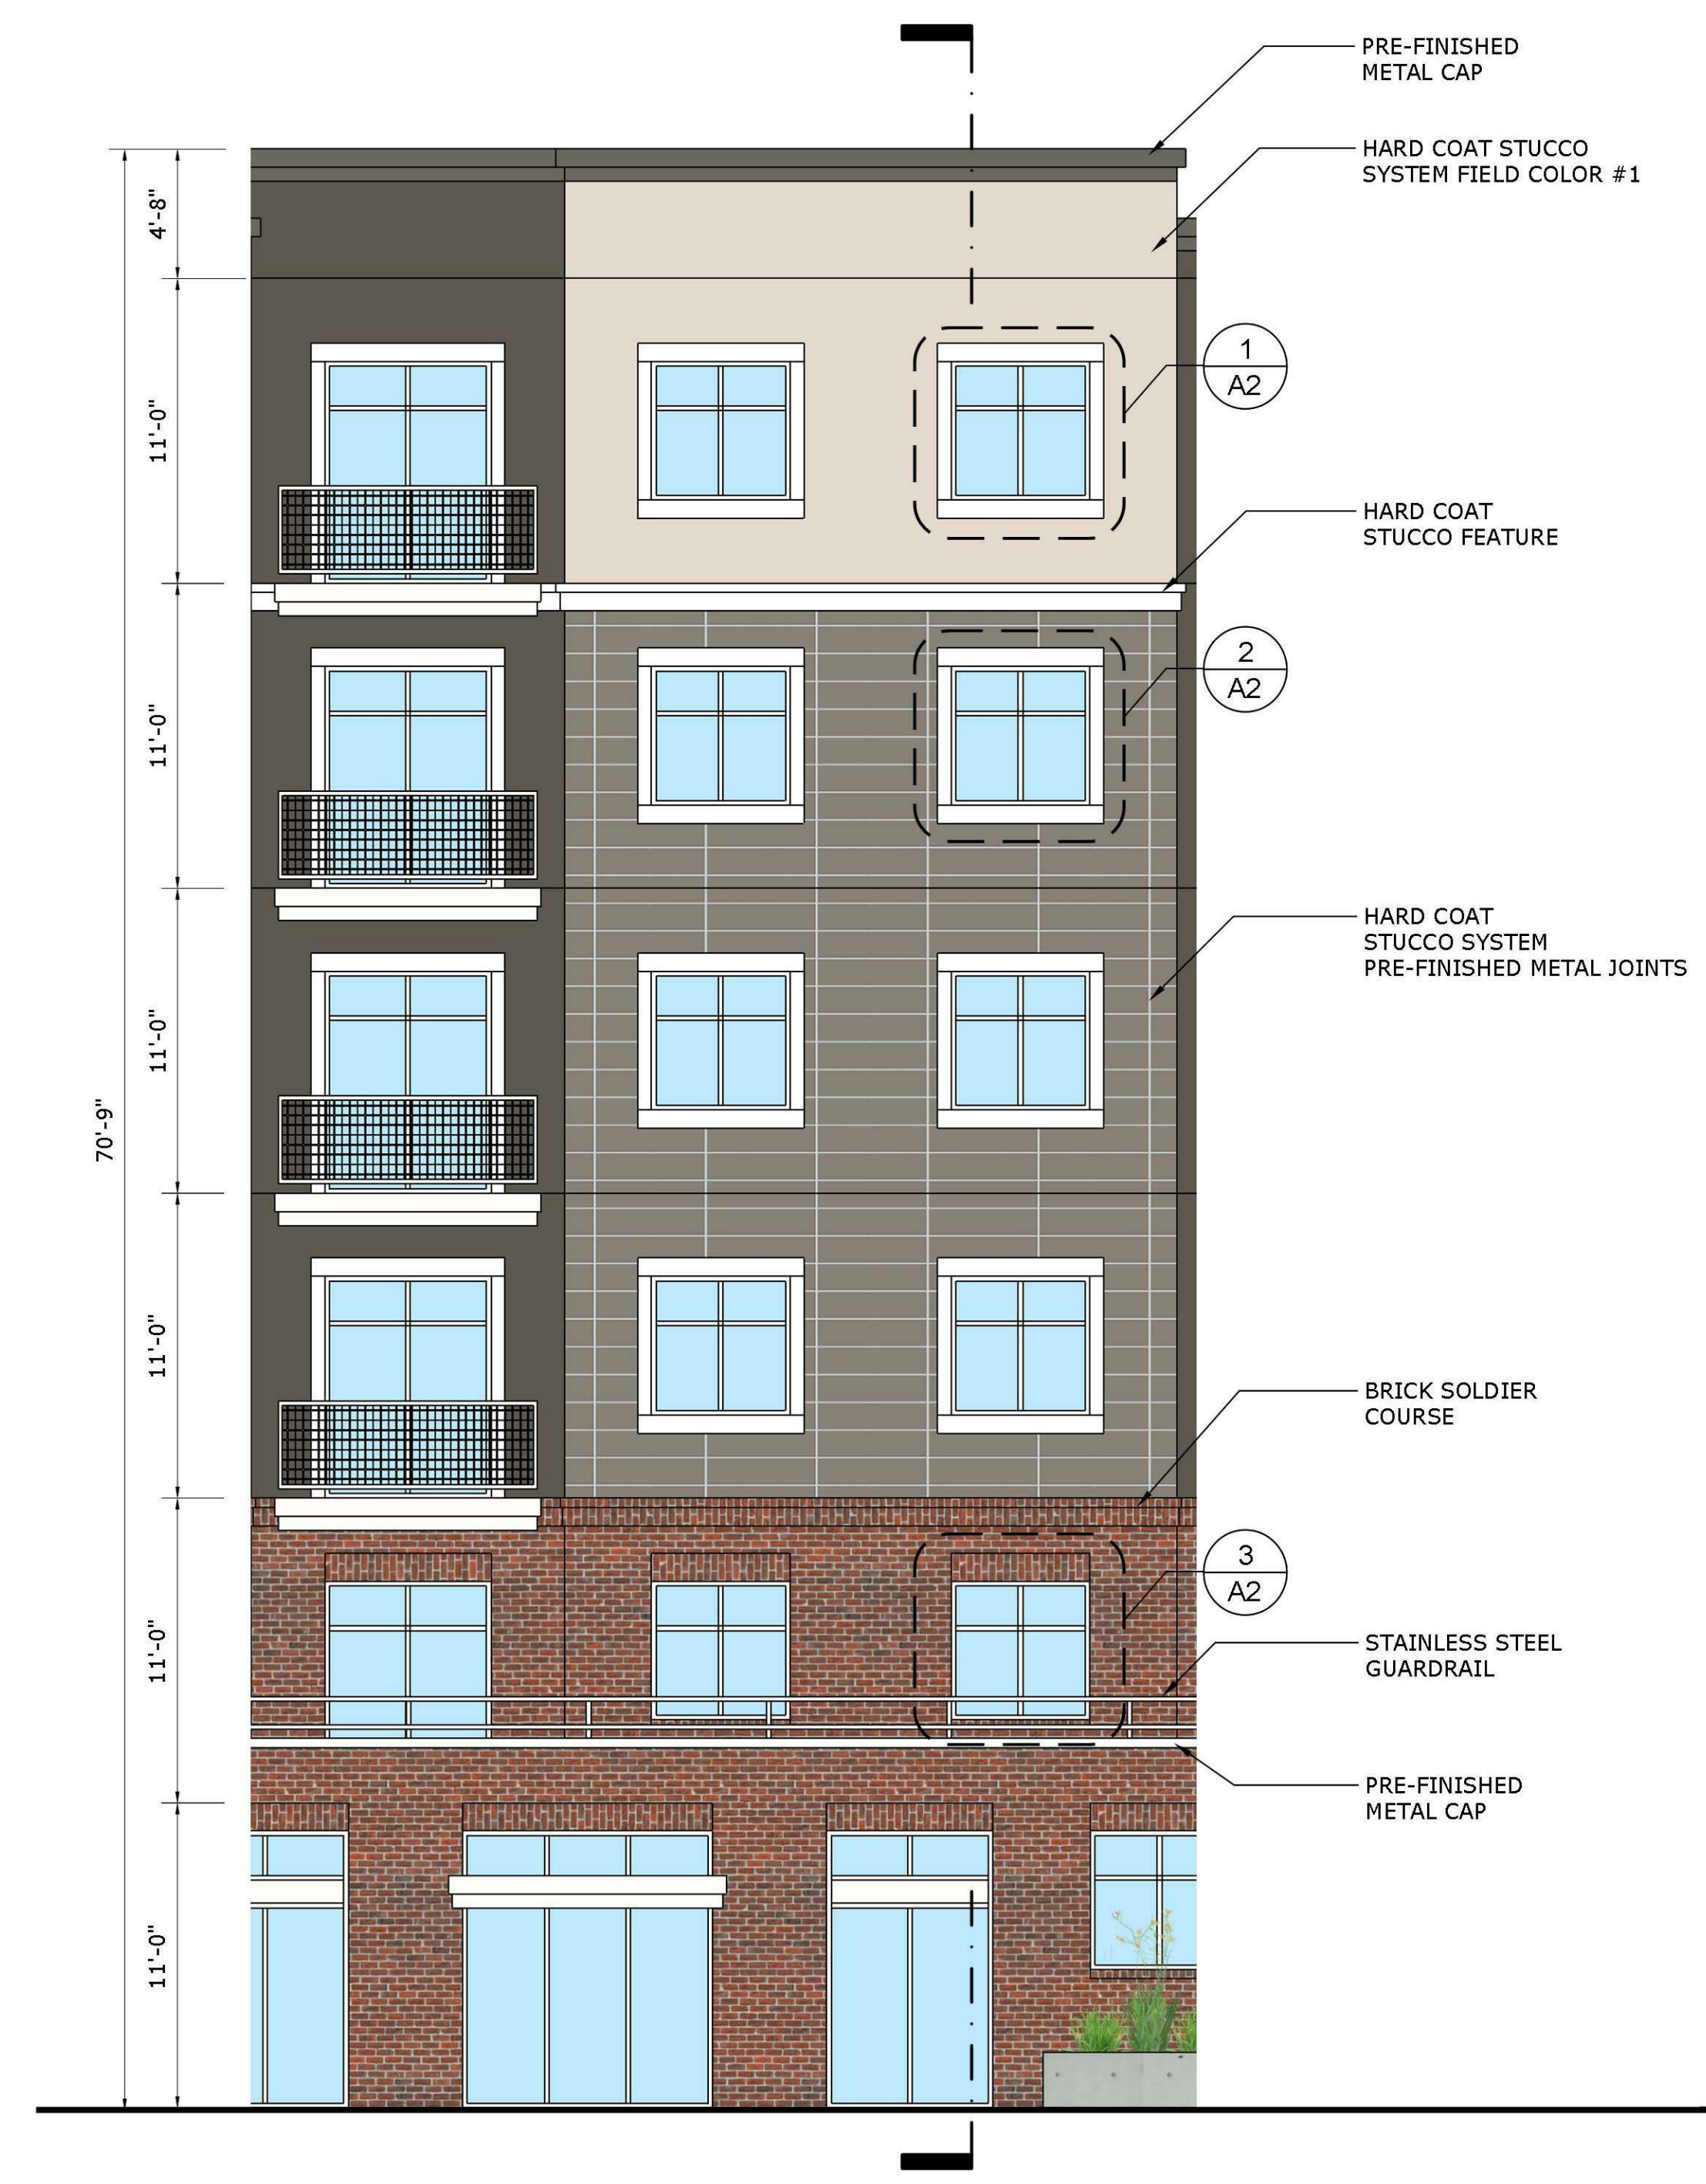 PRE-FINISHED
METAL CAP
HARD COAT STUCCO
SYSTEM FIELD COLOR #1
4'-8"
1
A2
11'-0"
HARD COAT
STUCCO FEATURE
2
A2
11'-0"
HARD COAT
STUCCO SYSTEM
PRE-FINISHED METAL JOINTS
11'-0"
70'-9"
11'-0"
BRICK SOLDIER
COURSE
3
A2
11'-0"
STAINLESS STEEL
GUARDRAIL
PRE-FINISHED
METAL CAP
11'-0"